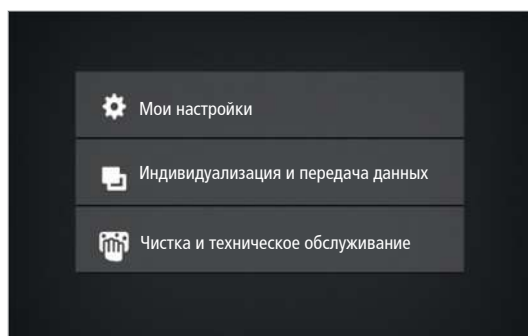 Мои настройки
Индивидуализация и передача данных
Чистка и техническое обслуживание